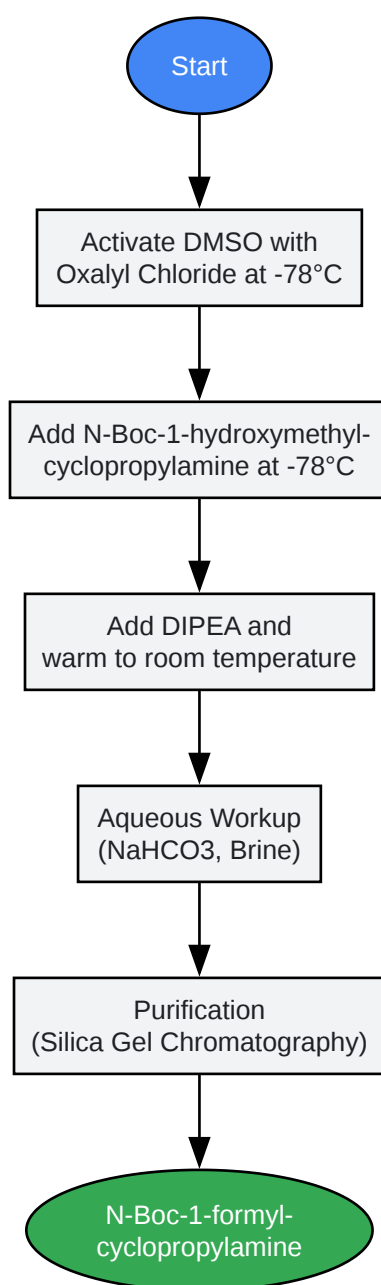 Start
Activate DMSO with
Oxalyl Chloride at -78°C
Add N-Boc-1-hydroxymethyl-
cyclopropylamine at -78°C
Add DIPEA and
warm to room temperature
Aqueous Workup
(NaHCO3, Brine)
Purification
(Silica Gel Chromatography)
N-Boc-1-formyl-
cyclopropylamine